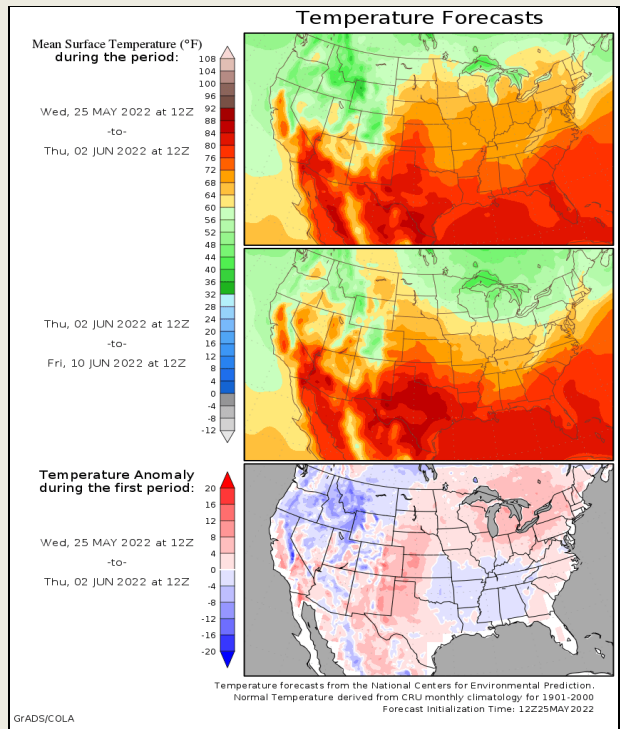 Temperature Forecasts
Mean Surface Temperature (°F)
during the period:
108
104
100
96
92
88
84
80
76
72
68
64
60
56
52
48
44
40
36
32
28
24
20
16
12
8
4
0
-4
-8
-12
Wed, 25 MAY 2022 at 12Z
-to-
Thu, 02 JUN 2022 at 12Z
Thu, 02 JUN 2022 at 12Z
-to-
Fri, 10 JUN 2022 at 12Z
Temperature Anomaly
during the first period:
20
16
12
8
4
0
-4
-8
-12
-16
-20
Wed, 25 MAY 2022 at 12Z
-to-
Thu, 02 JUN 2022 at 12Z
Temperature forecasts from the National Centers for Environmental Prediction.
Normal Temperature derived from CRU monthly climatology for 1901-2000
Forecast Initialization Time: 12Z25MAY2022
GrADS/COLA